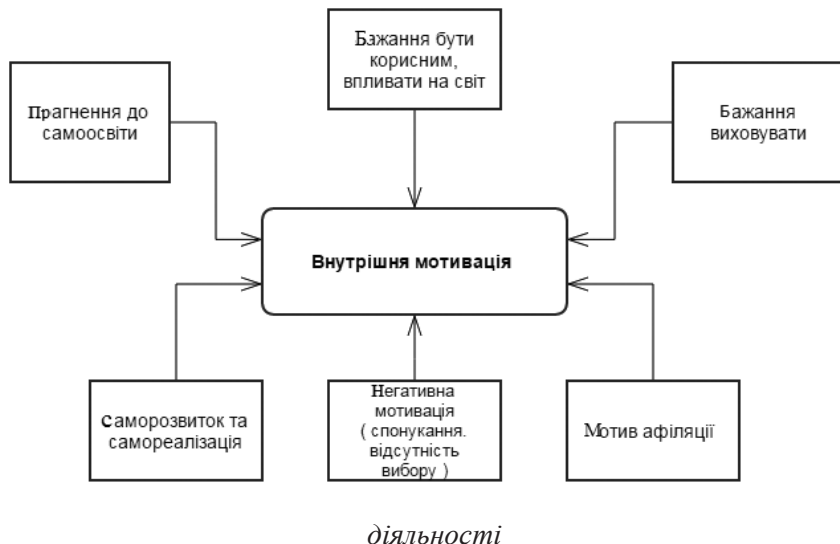 Бажання бути
корисним,
впливати на світ
Прагнення до
самоосвіти
Бажання
виховувати
Внутрішня мотивація
Саморозвиток та
самореалізація
Негативна
мотивація
( спонукання.
відсутність
вибору )
Мотив афіляції
діяльності